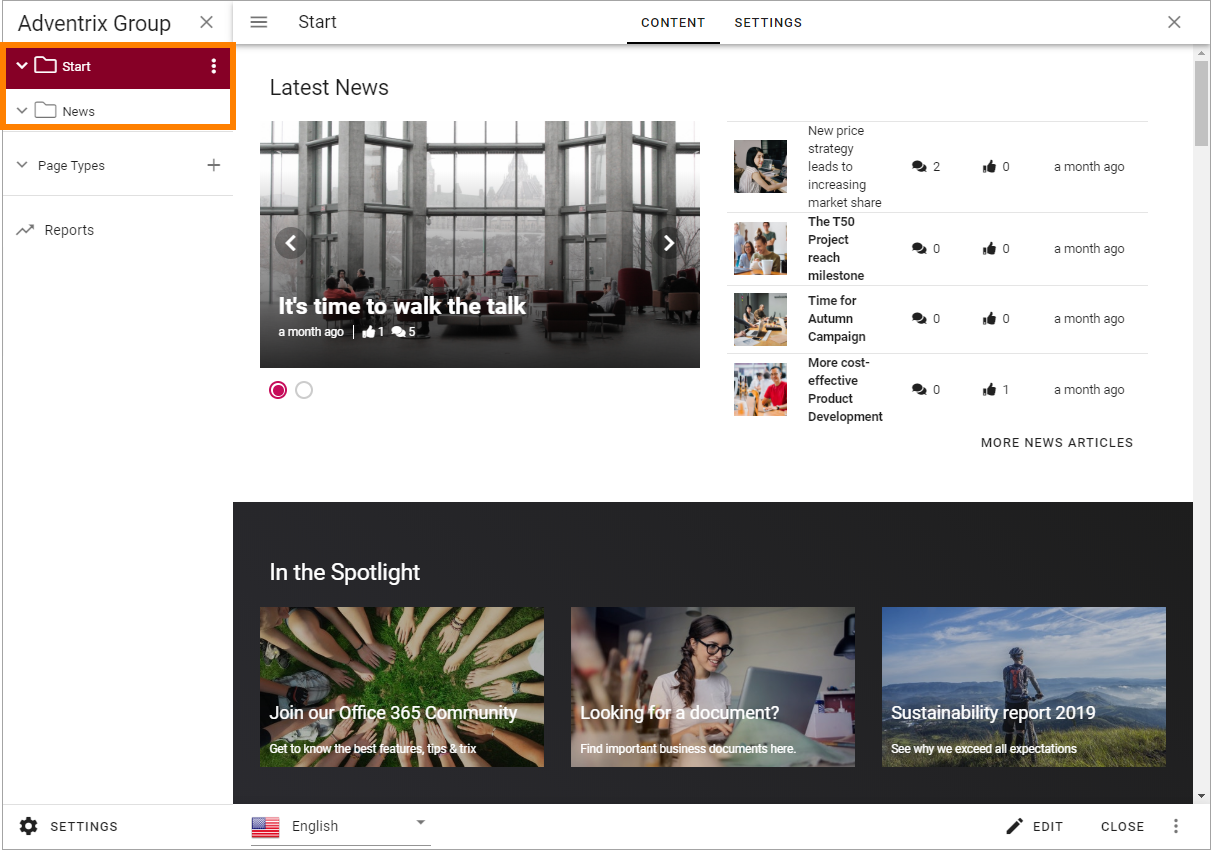 Adventrix Group
Start
CONTENT
SETTINGS
Start
News
Page Types
Reports
Latest News
It's time to walk the talk
a month ago | 1 5
New price
strategy
leads to
increasing
market share
2 0 a month ago
The T50
Project
reach
milestone
0 0 a month ago
Time for
Autumn
Campaign
0 0 a month ago
More cost-
effective
Product
Development
0 1 a month ago
MORE NEWS ARTICLES
In the Spotlight
Join our Office 365 Community
Get to know the best features, tips & trix
Looking for a document?
Find important business documents here.
Sustainability report 2019
See why we exceed all expectations
SETTINGS
English
EDIT
CLOSE